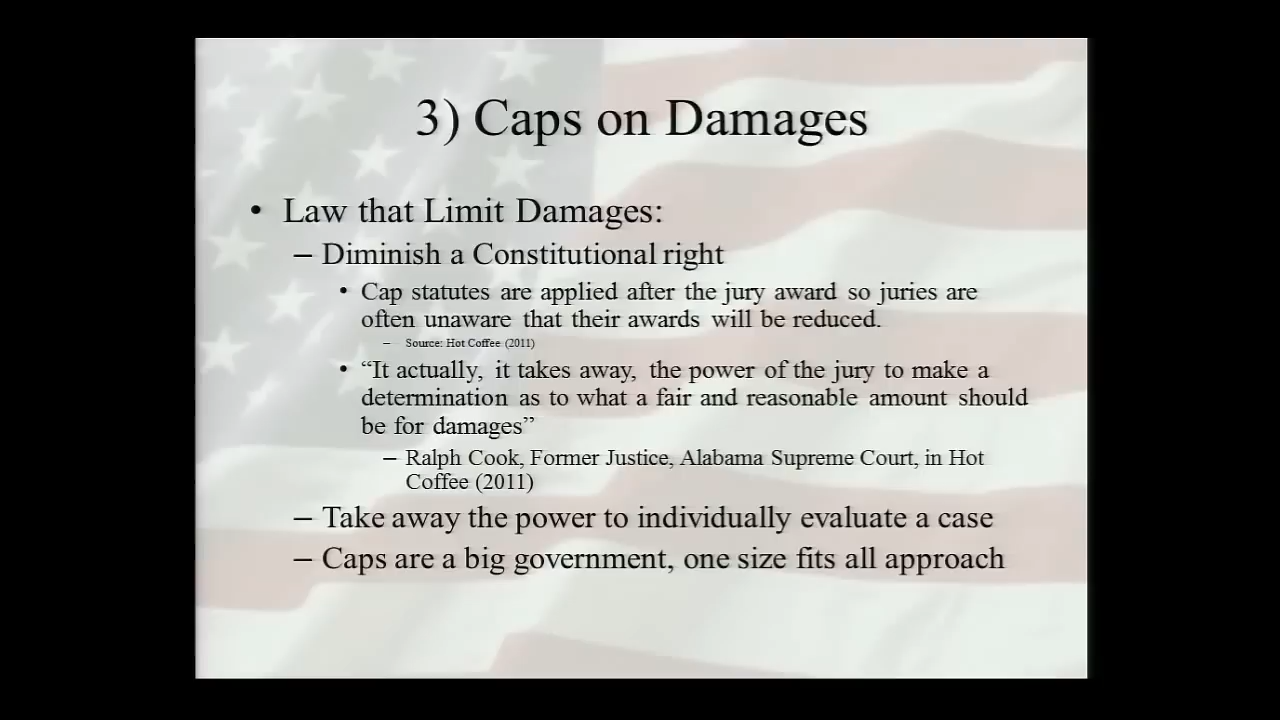 3) Caps on Damages
• Law that Limit Damages:
– Diminish a Constitutional right
• Cap statutes are applied after the jury award so juries are
often unaware that their awards will be reduced.
– Source: Hot Coffee (2011)
• “It actually, it takes away, the power of the jury to make a
determination as to what a fair and reasonable amount should
be for damages”
– Ralph Cook, Former Justice, Alabama Supreme Court, in Hot
Coffee (2011)
– Take away the power to individually evaluate a case
– Caps are a big government, one size fits all approach